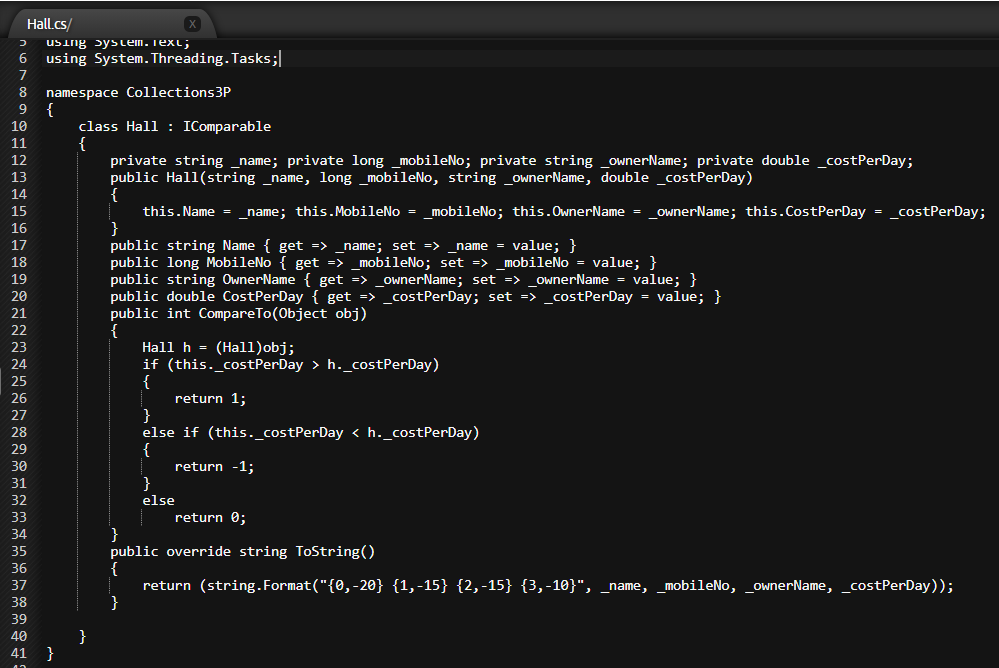 Hall.cs/ X
5 using System.Text;
6 using System.Threading.Tasks;
7
8 namespace Collections3P
9 {
10     class Hall : IComparable
11     {
12         private string _name; private long _mobileNo; private string _ownerName; private double _costPerDay;
13         public Hall(string _name, long _mobileNo, string _ownerName, double _costPerDay)
14         {
15             this.Name = _name; this.MobileNo = _mobileNo; this.OwnerName = _ownerName; this.CostPerDay = _costPerDay;
16         }
17         public string Name { get => _name; set => _name = value; }
18         public long MobileNo { get => _mobileNo; set => _mobileNo = value; }
19         public string OwnerName { get => _ownerName; set => _ownerName = value; }
20         public double CostPerDay { get => _costPerDay; set => _costPerDay = value; }
21         public int CompareTo(Object obj)
22         {
23             Hall h = (Hall)obj;
24             if (this._costPerDay > h._costPerDay)
25             {
26                 return 1;
27             }
28             else if (this._costPerDay < h._costPerDay)
29             {
30                 return -1;
31             }
32             else
33                 return 0;
34         }
35         public override string ToString()
36         {
37             return (string.Format("{0,-20} {1,-15} {2,-15} {3,-10}", _name, _mobileNo, _ownerName, _costPerDay));
38         }
39
40     }
41 }